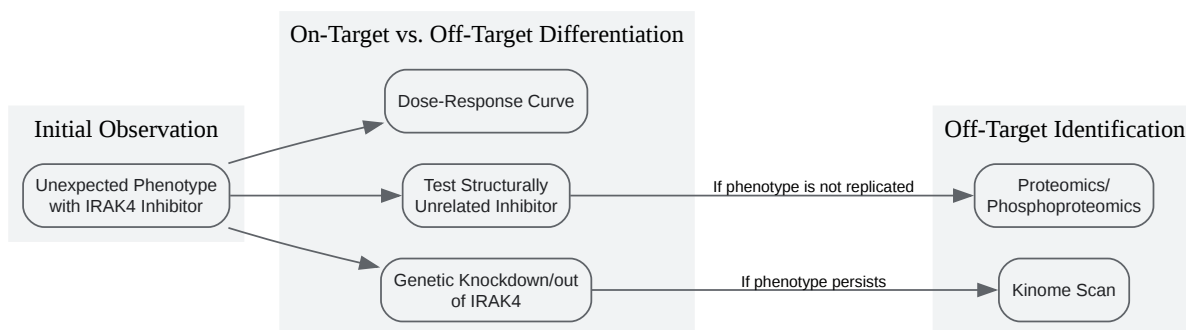 Initial Observation
Unexpected Phenotype
with IRAK4 Inhibitor
On-Target vs. Off-Target Differentiation
Dose-Response Curve
Test Structurally
Unrelated Inhibitor
Genetic Knockdown/out
of IRAK4
If phenotype is not replicated
If phenotype persists
Off-Target Identification
Proteomics/
Phosphoproteomics
Kinome Scan